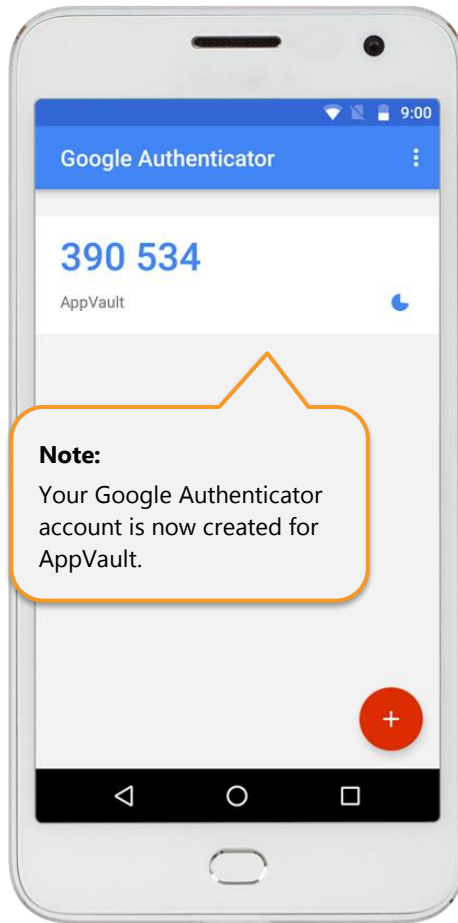 9:00
Google Authenticator
390 534
AppVault
Note:
Your Google Authenticator
account is now created for
AppVault.